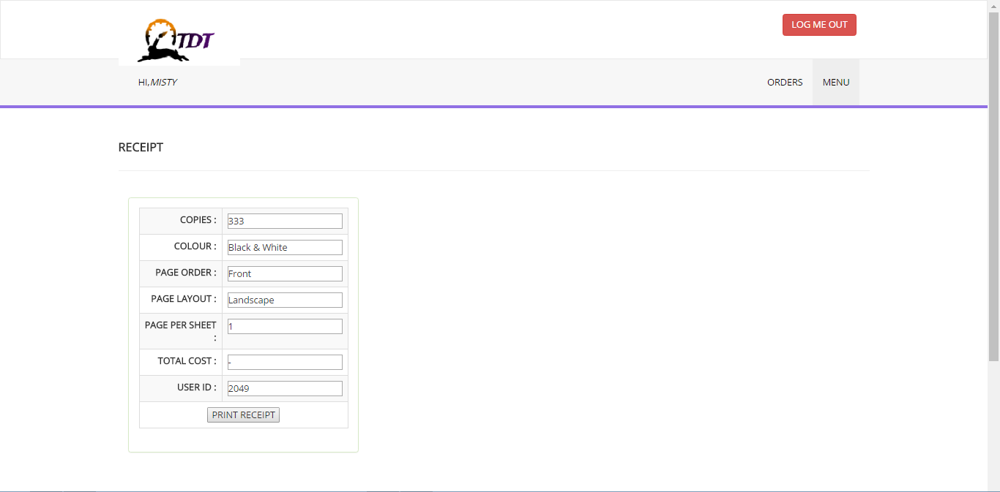 TDT
LOG ME OUT
HI,MISTY
ORDERS
MENU
RECEIPT
COPIES : 333
COLOUR : Black & White
PAGE ORDER : Front
PAGE LAYOUT : Landscape
PAGE PER SHEET 1
:
TOTAL COST : -
USER ID : 2049
PRINT RECEIPT